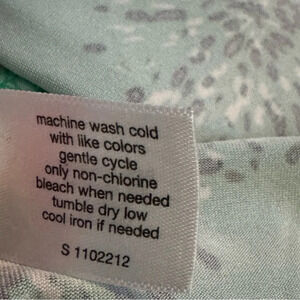 machine wash cold
with like colors
gentle cycle
only non-chlorine
bleach when needed
tumble dry low
cool iron if needed
S 1102212